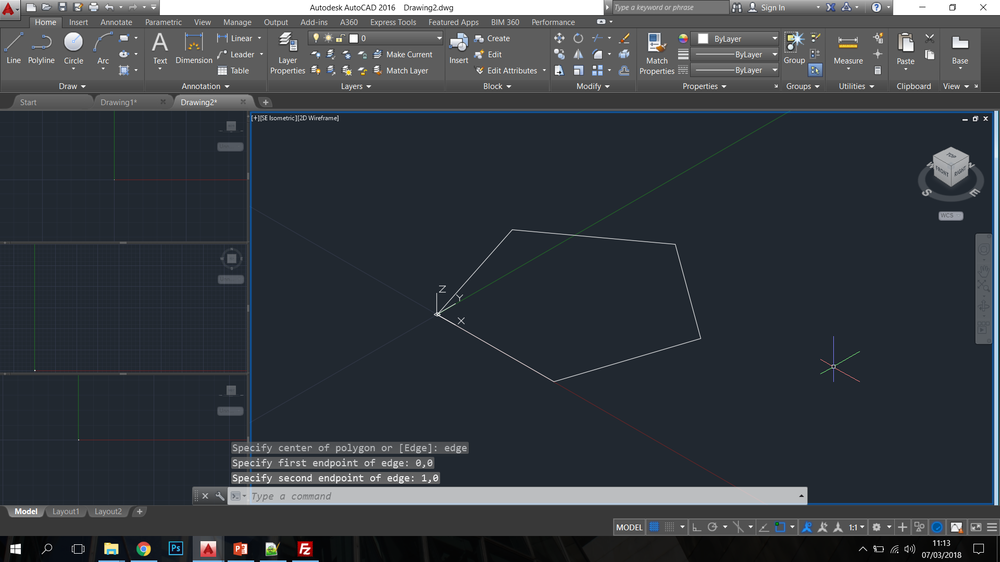 Autodesk AutoCAD 2016 Drawing2.dwg
Type a keyword or phrase
Sign In
Home Insert Annotate Parametric View Manage Output Add-ins A360 Express Tools Featured Apps BIM 360 Performance
Line Polyline Circle Arc
Text Dimension
Linear
Leader
Table
Layer
Properties
0
Make Current
Match Layer
Insert
Create
Edit
Edit Attributes
Match
Properties
ByLayer
ByLayer
ByLayer
Group
Measure
Paste
Base
Draw Annotation Layers Block Modify Properties Groups Utilities Clipboard View
Start Drawing1* Drawing2*
[+][SE Isometric][2D Wireframe]
TOP
FRONT RIGHT
W N
S E
WCS
N
W E
S
Z
Y
X
Specify center of polygon or [Edge]: edge
Specify first endpoint of edge: 0,0
Specify second endpoint of edge: 1,0
Type a command
Model Layout1 Layout2
MODEL 1:1
Ps
11:13
07/03/2018